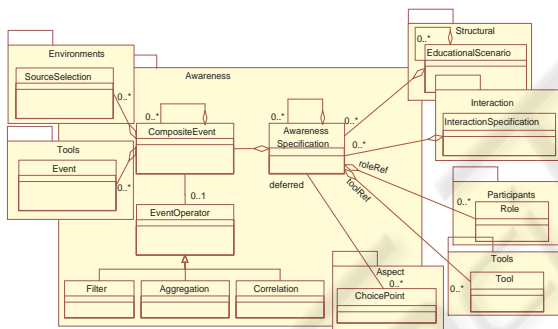 Structural
0..*
EducationalScenario
Environments
SourceSelection
0..*
Awareness
0..*
CompositeEvent
0..*
Awareness
Specification
0..*
0..*
Interaction
InteractionSpecification
Tools
Event
0..*
deferred
roleRef
toolRef
0..1
EventOperator
Participants
0..*
Role
Filter
Aggregation
Correlation
Aspect
0..*
ChoicePoint
Tools
Tool
0..*